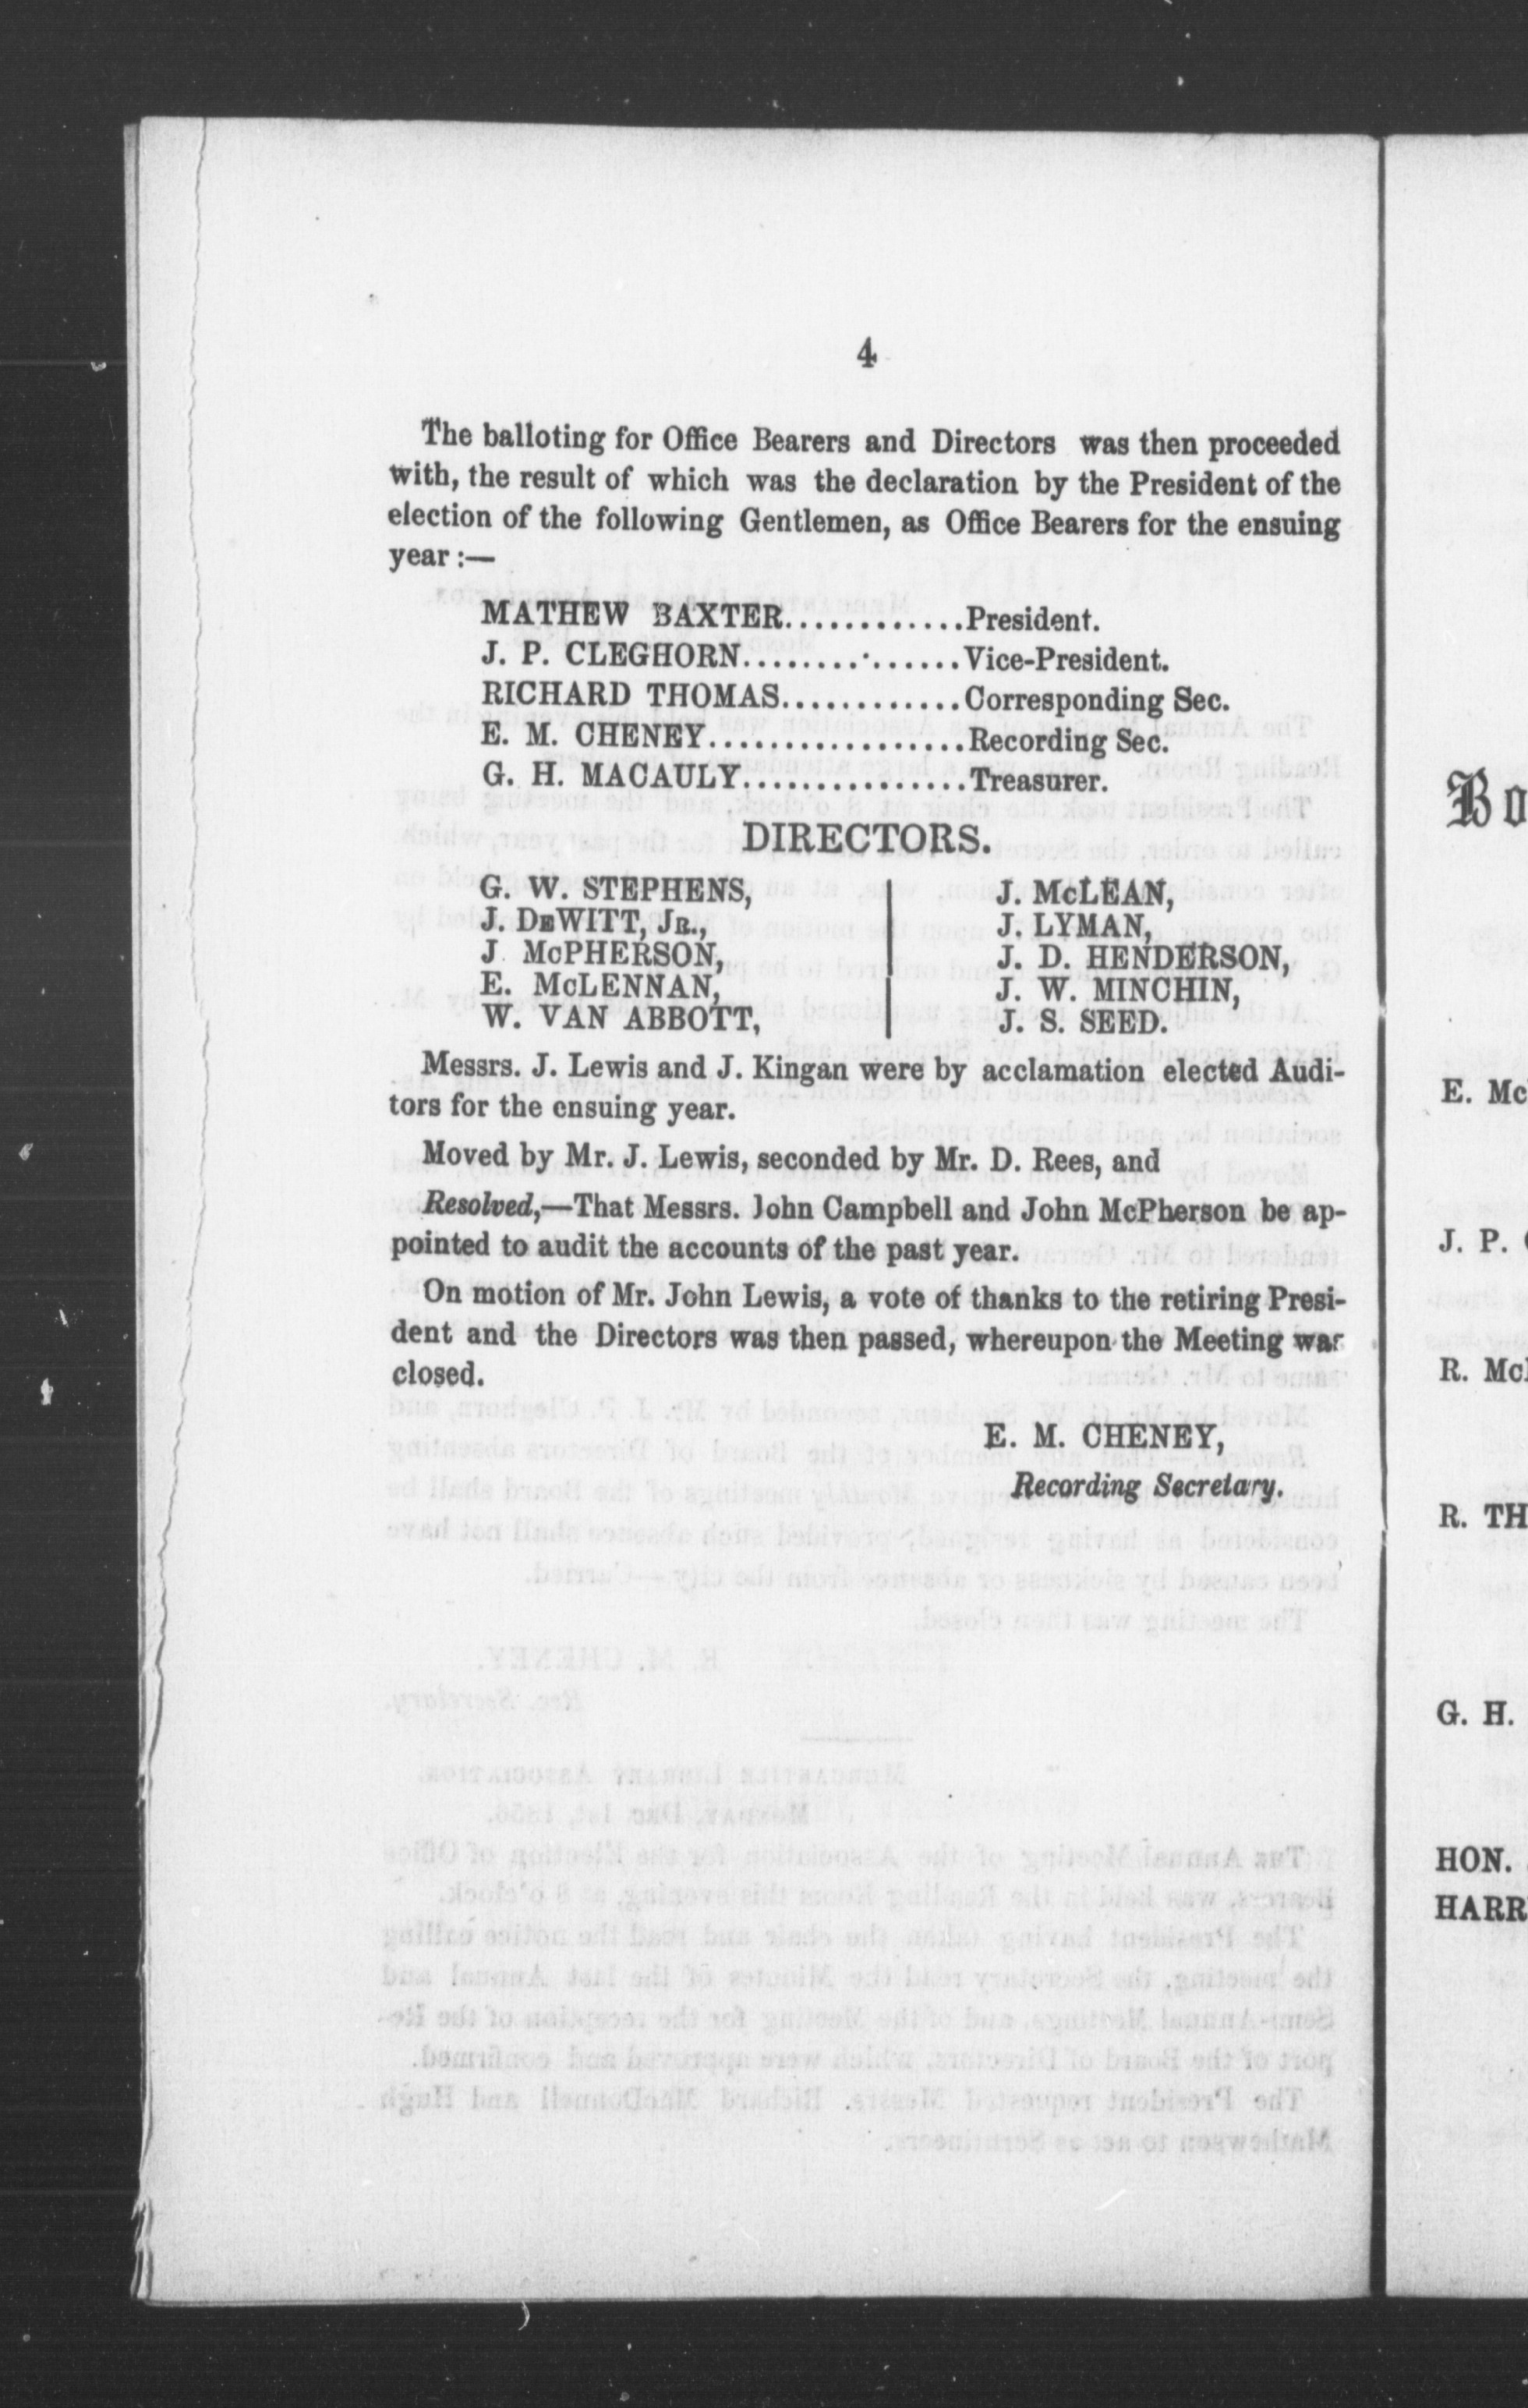 4
The balloting for Office Bearers and Directors was then proceeded
with, the result of which was the declaration by the President of the
election of the following Gentlemen, as Office Bearers for the ensuing
year :—
MATHEW BAXTER............President.
J. P. CLEGHORN...............Vice-President.
RICHARD THOMAS............Corresponding Sec.
E. M. CHENEY.................Recording Sec.
G. H. MACAULY...............Treasurer.
DIRECTORS.
G. W. STEPHENS,
J. DEWITT, JR.,
J McPHERSON,
E. McLENNAN,
W. VAN ABBOTT,
J. McLEAN,
J. LYMAN,
J. D. HENDERSON,
J. W. MINCHIN,
J. S. SEED.
Messrs. J. Lewis and J. Kingan were by acclamation elected Audi-
tors for the ensuing year.
Moved by Mr. J. Lewis, seconded by Mr. D. Rees, and
Resolved,—That Messrs. John Campbell and John McPherson be ap-
pointed to audit the accounts of the past year.
On motion of Mr. John Lewis, a vote of thanks to the retiring Presi-
dent and the Directors was then passed, whereupon the Meeting was
closed.
E. M. CHENEY,
Recording Secretary.
Bo
E. Mc
J. P.
R. Mc
R. TH
G. H.
HON.
HARR